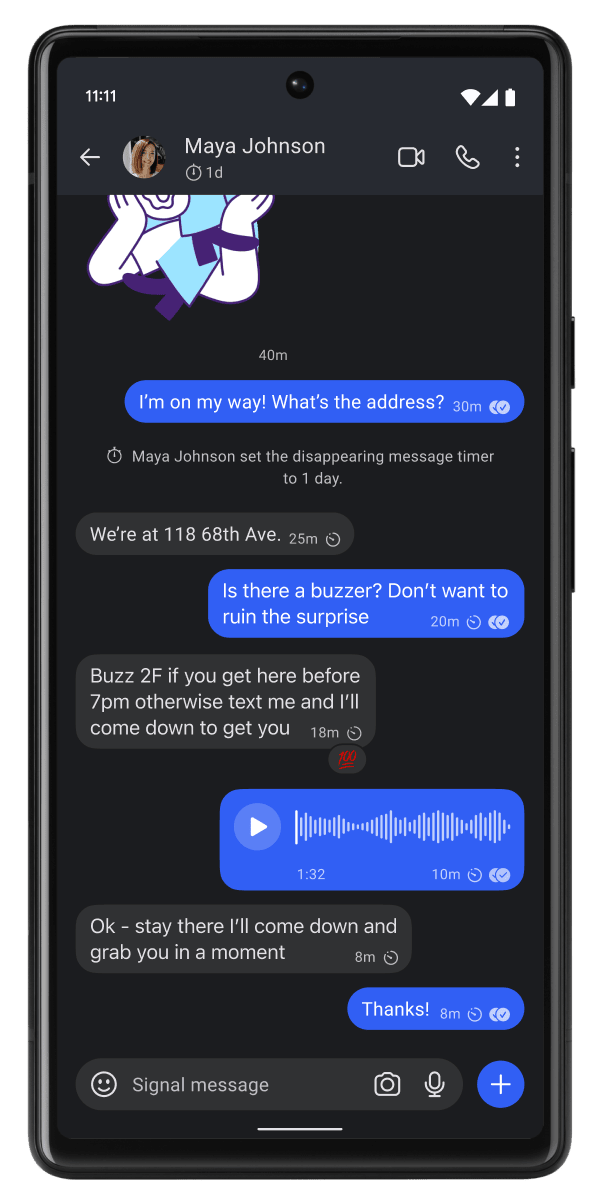 11:11
Maya Johnson
1d
40m
I’m on my way! What’s the address? 30m
Maya Johnson set the disappearing message timer
to 1 day.
We’re at 118 68th Ave. 25m
Is there a buzzer? Don’t want to
ruin the surprise 20m
Buzz 2F if you get here before
7pm otherwise text me and I’ll
come down to get you 18m
💯
1:32 10m
Ok - stay there I’ll come down and
grab you in a moment 8m
Thanks! 8m
Signal message